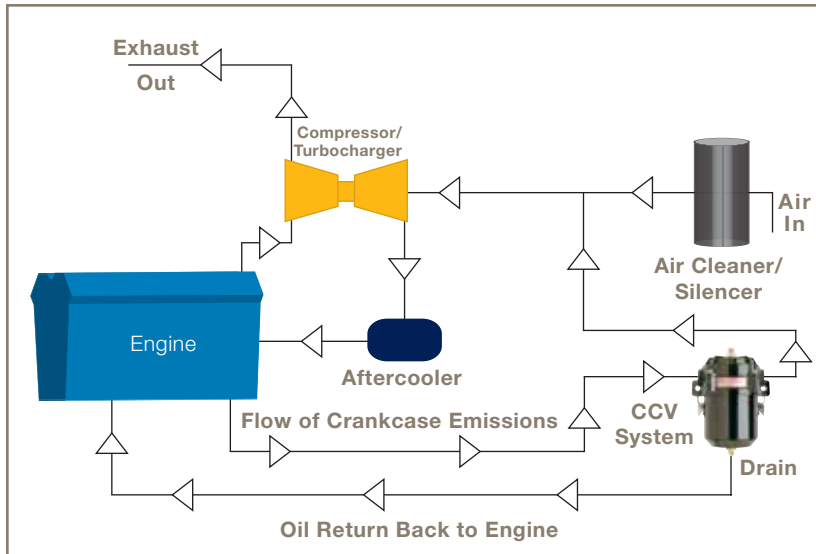 Exhaust
Out
Compressor/
Turbocharger
Air
In
Air Cleaner/
Silencer
Engine
Aftercooler
Flow of Crankcase Emissions
CCV
System
Drain
Oil Return Back to Engine